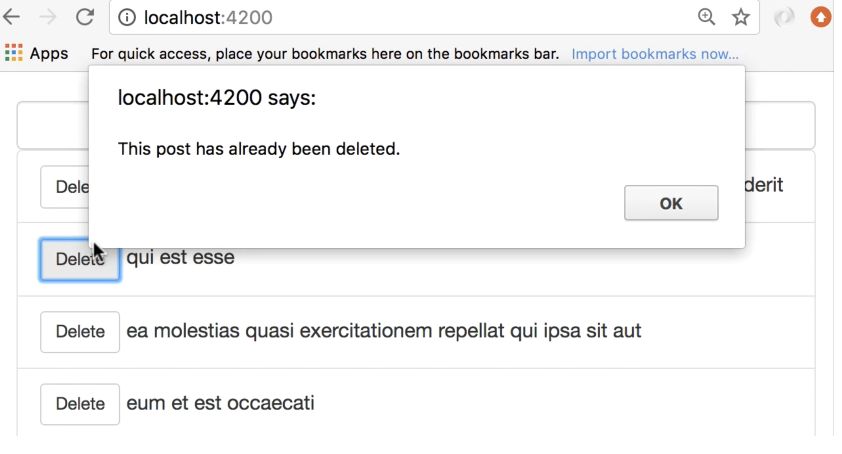 localhost:4200
Apps For quick access, place your bookmarks here on the bookmarks bar. Import bookmarks now...
localhost:4200 says:
This post has already been deleted.
OK
derit
Delete qui est esse
Delete ea molestias quasi exercitationem repellat qui ipsa sit aut
Delete eum et est occaecati